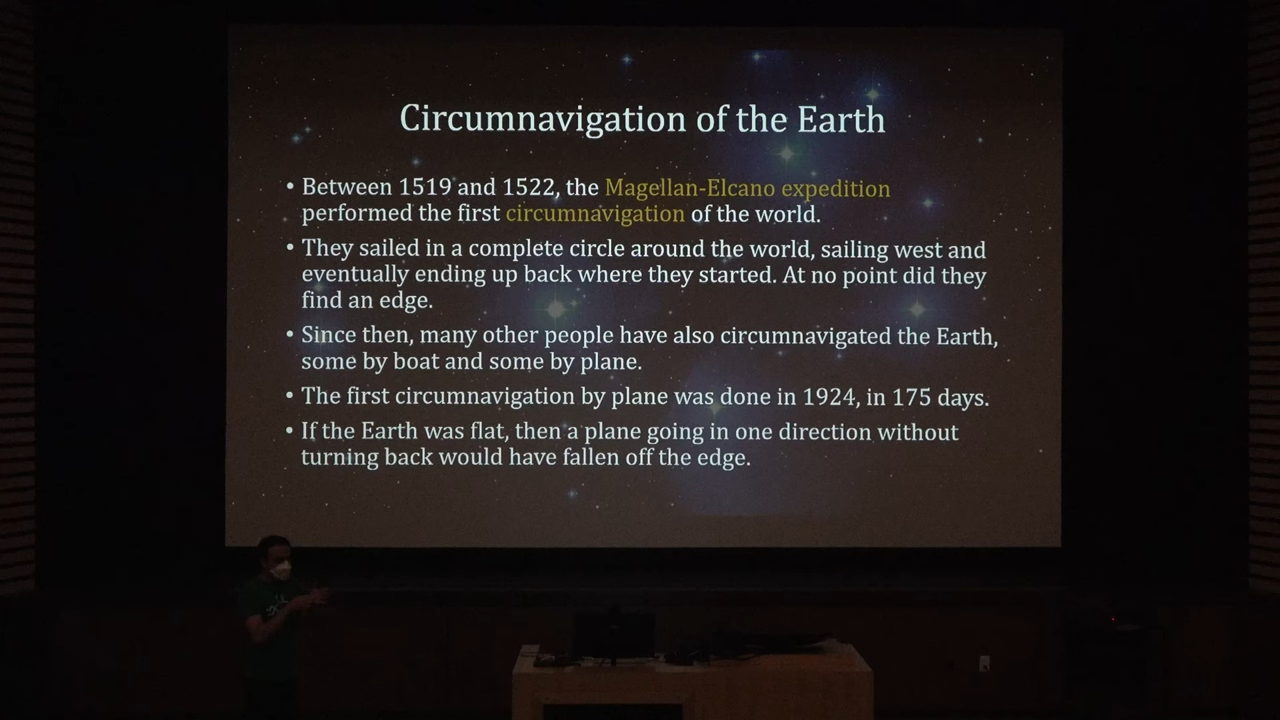 Circumnavigation of the Earth
• Between 1519 and 1522, the Magellan-Elcano expedition
performed the first circumnavigation of the world.
• They sailed in a complete circle around the world, sailing west and
eventually ending up back where they started. At no point did they
find an edge.
• Since then, many other people have also circumnavigated the Earth,
some by boat and some by plane.
• The first circumnavigation by plane was done in 1924, in 175 days.
• If the Earth was flat, then a plane going in one direction without
turning back would have fallen off the edge.